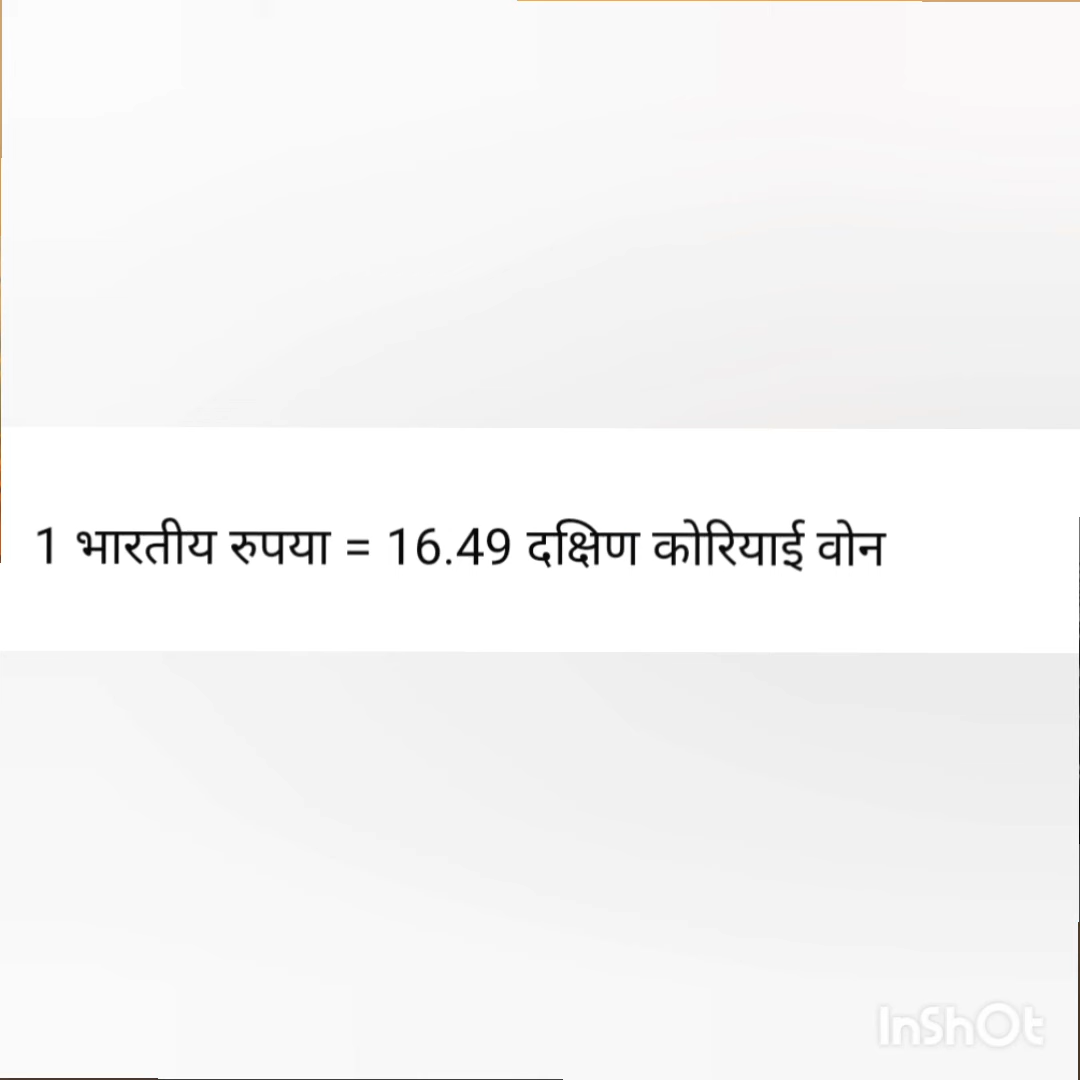 1 भारतीय रुपया = 16.49 दक्षिण कोरियाई वोन
InShOt